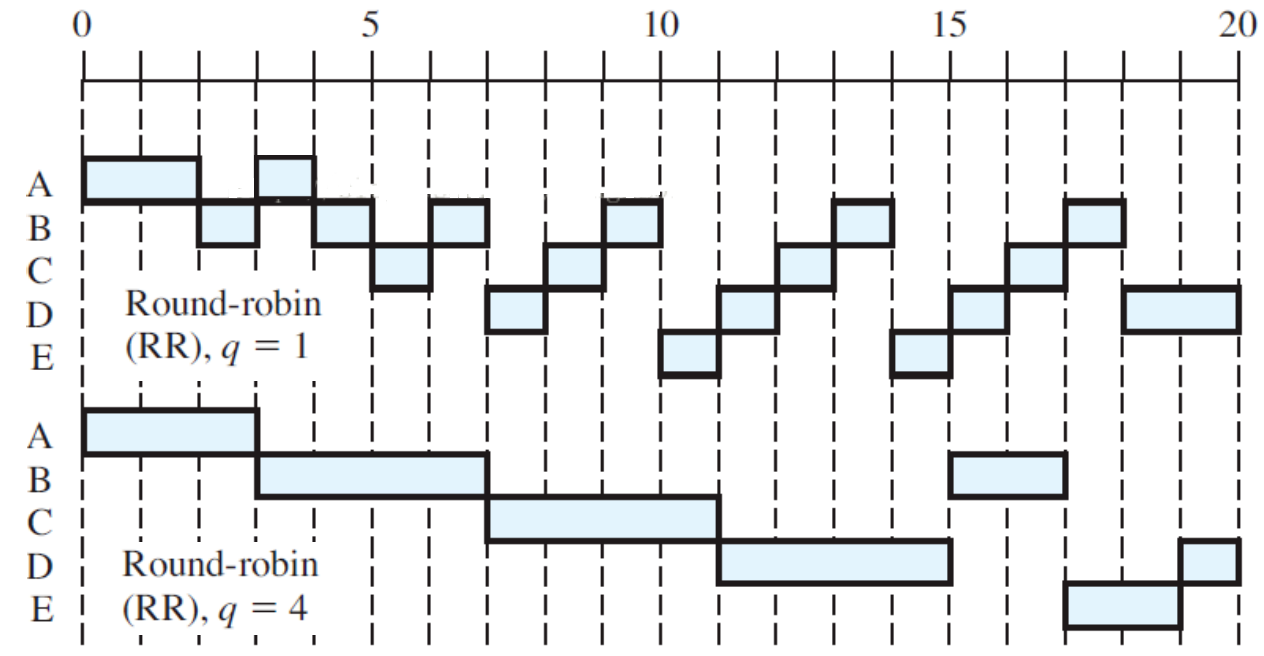 0 5 10 15 20
A
B
C
D
E
Round-robin
(RR), q = 1
A
B
C
D
E
Round-robin
(RR), q = 4